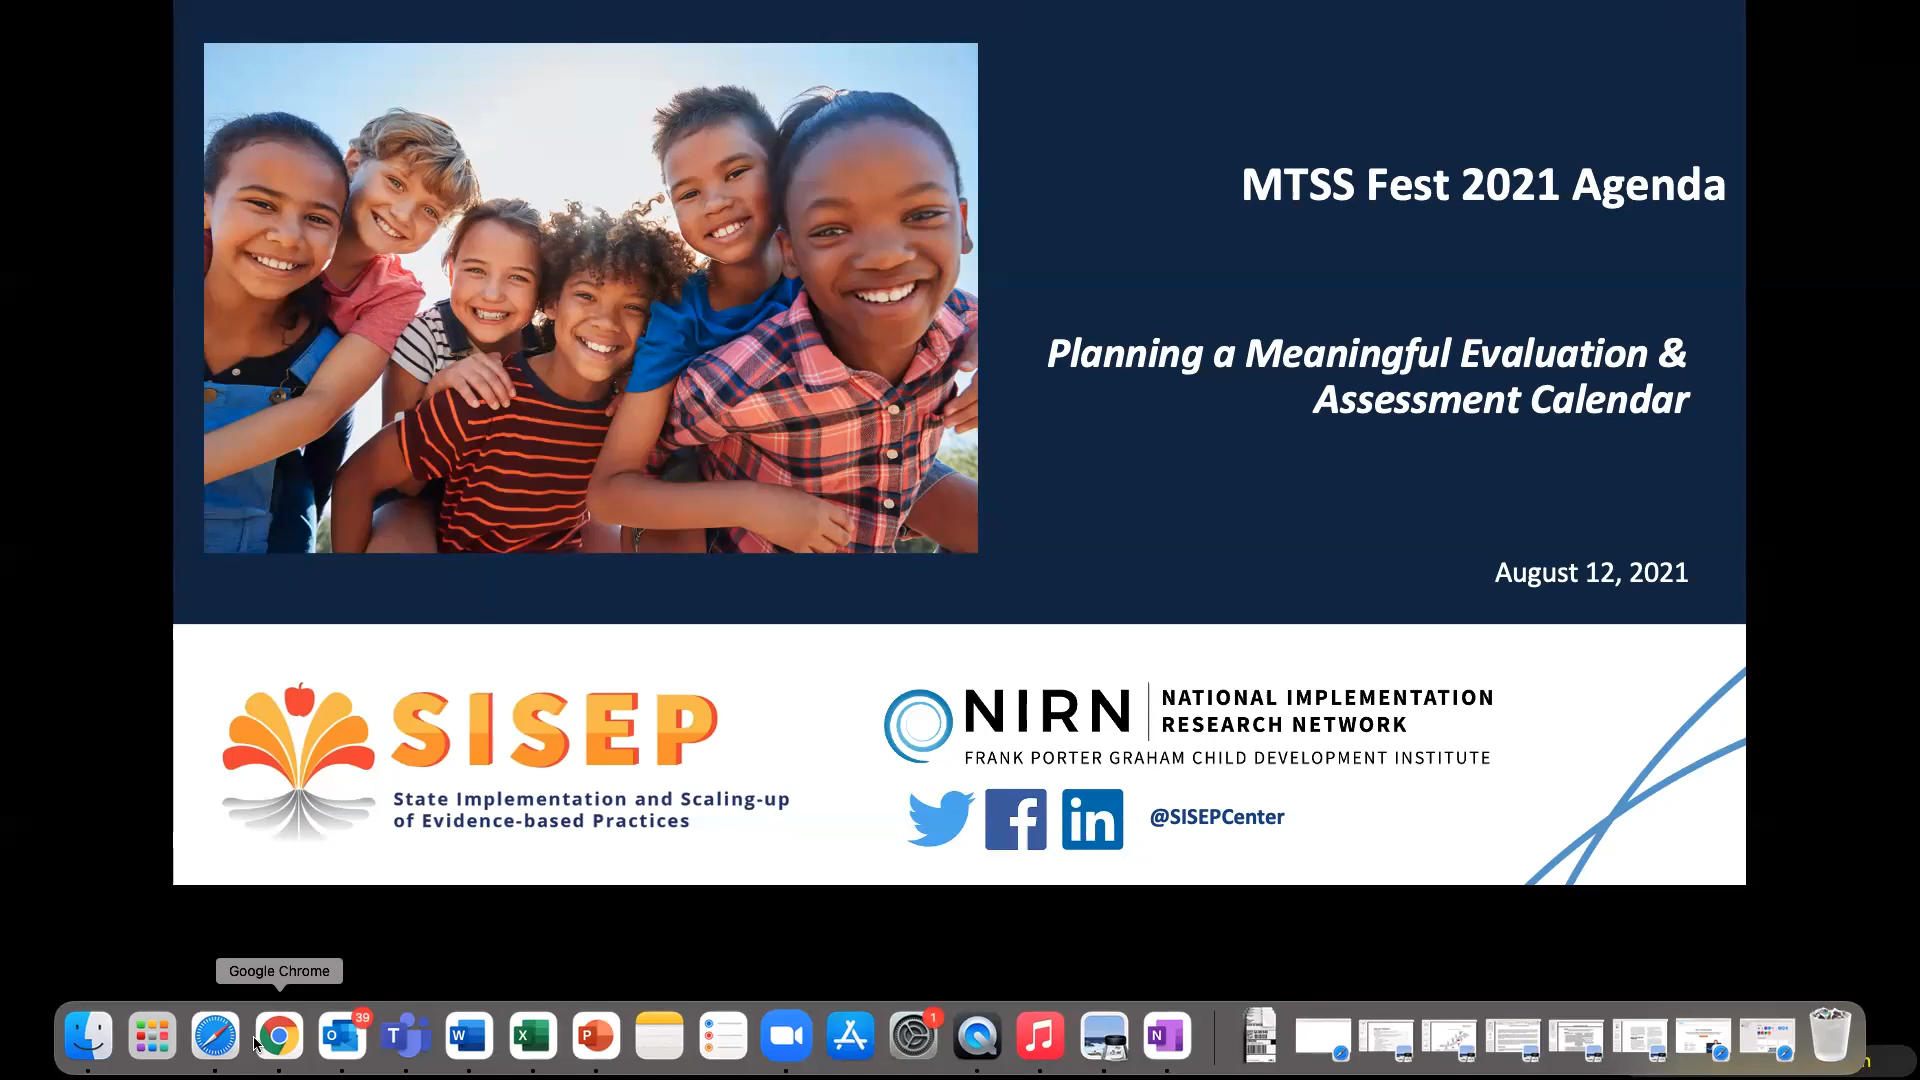 MTSS Fest 2021 Agenda
Planning a Meaningful Evaluation &
Assessment Calendar
August 12, 2021
SISEP
State Implementation and Scaling-up
of Evidence-based Practices
NIRN
NATIONAL IMPLEMENTATION
RESEARCH NETWORK
FRANK PORTER GRAHAM CHILD DEVELOPMENT INSTITUTE
f
in
@SISEPCenter
Google Chrome
39
1
O
T
W
X
P
N